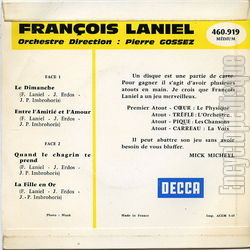 FRANÇOIS LANIEL
Orchestre Direction : Pierre GOSSEZ
460.919
MEDIUM
FACE 1
Le Dimanche
(F. Laniel - J. Erdos -
J.P. Imbrohoris)
Entre l'Amitié et l'Amour
(F. Laniel - J. Erdos -
J.-P. Imbrohoris)
FACE 2
Quand le chagrin te
prend
(F. Laniel - J. Erdos
J.-P. Imbrohoris)
La Fille en Or
(F. Laniel - J. Erdos -
J.-P. Imbrohoris)
Un disque est une partie de carte.
Pour gagner il s'agit d'avoir plusieurs
atouts en main. Je crois que François
Laniel a un jeu merveilleux.
Premier Atout - CŒUR : Le Physique
Atout - TRÈFLE : L'Orchestre
Atout - PIQUE : Les Chansons
Atout - CARREAU : La Voix
Il peut abattre son jeu sans avoir
besoin de vous bluffer.
MICK MICHEYL
DECCA
Made in France